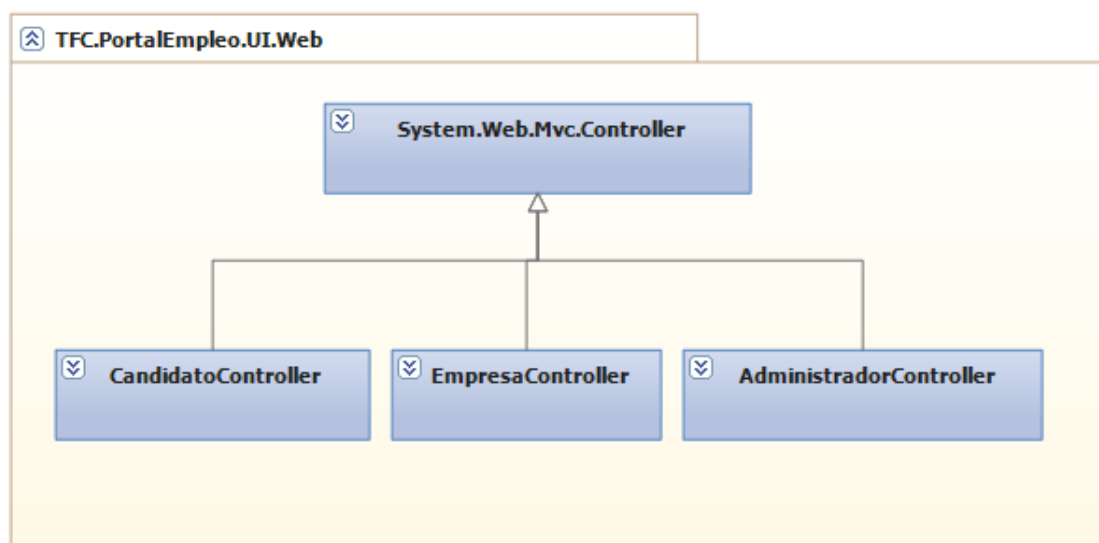 TFC.PortalEmpleo.UI.Web
System.Web.Mvc.Controller
CandidatoController
EmpresaController
AdministradorController